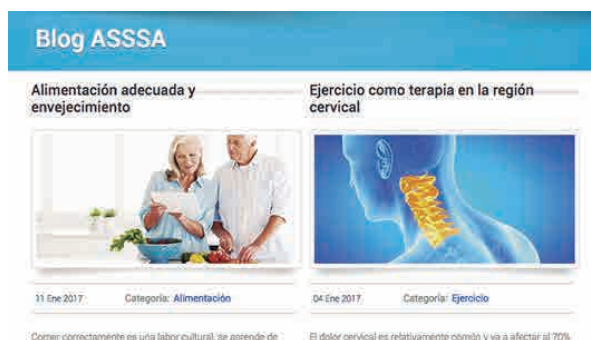 Blog ASSSA
Alimentación adecuada y
envejecimiento
11 Ene 2017 Categoría: Alimentación
Comer correctamente es una labor cultural, se aprende de
Ejercicio como terapia en la región
cervical
04 Ene 2017 Categoría: Ejercicio
El dolor cervical es relativamente común y va a afectar al 70%